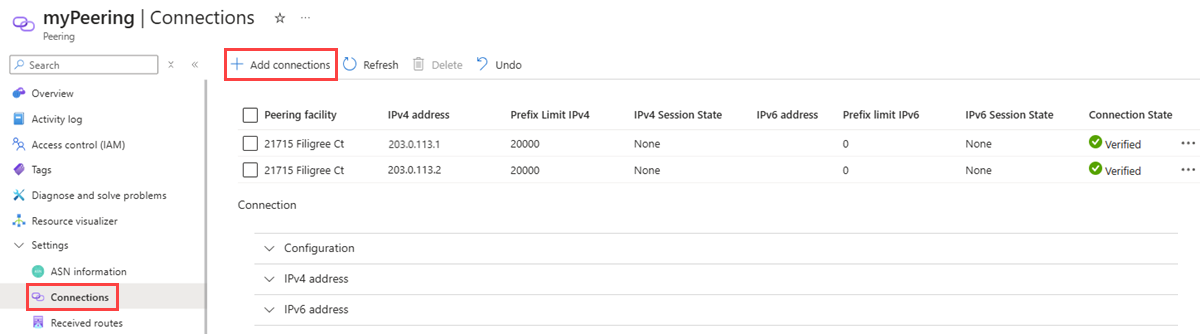 myPeering | Connections
Peering
Search
Overview
Activity log
Access control (IAM)
Tags
Diagnose and solve problems
Resource visualizer
Settings
ASN information
Connections
Received routes
Add connections Refresh Delete Undo
Peering facility IPv4 address Prefix Limit IPv4 IPv4 Session State IPv6 address Prefix limit IPv6 IPv6 Session State Connection State
21715 Filigree Ct 203.0.113.1 20000 None 0 None Verified
21715 Filigree Ct 203.0.113.2 20000 None 0 None Verified
Connection
Configuration
IPv4 address
IPv6 address